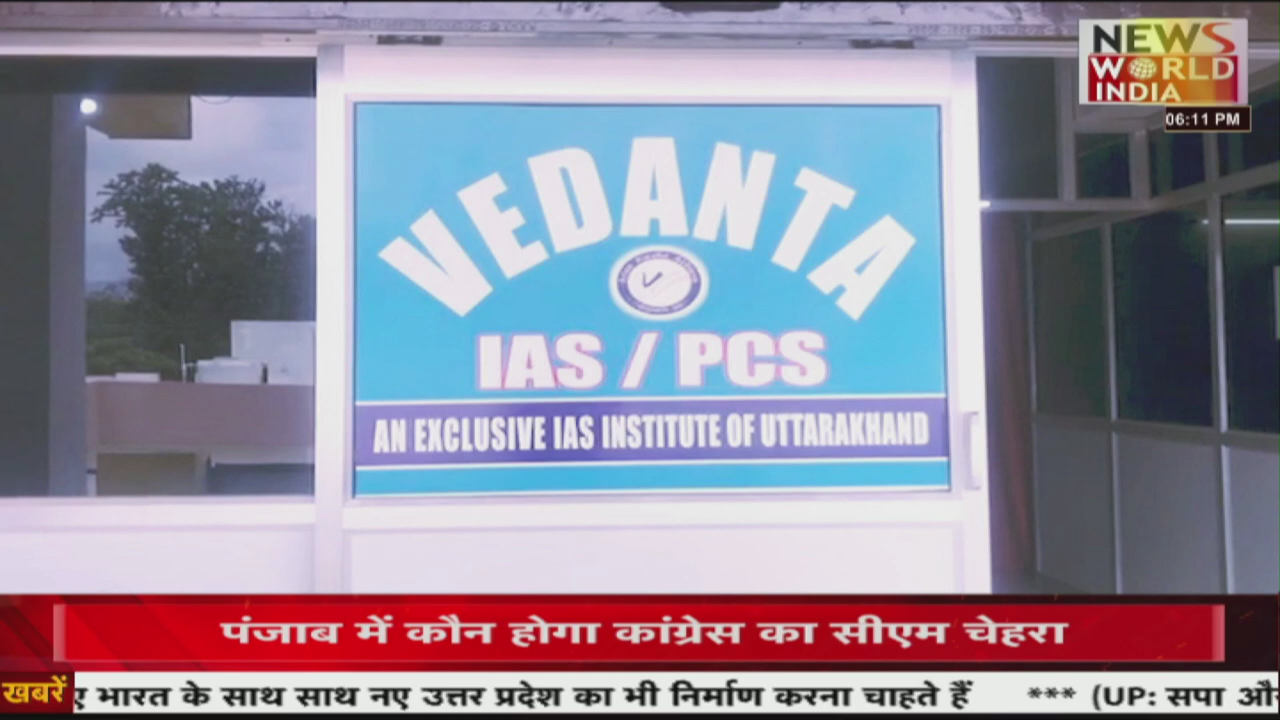 NEWS
WORLD
INDIA
06:11 PM
VEDANTA
IAS / PCS
AN EXCLUSIVE IAS INSTITUTE OF UTTARAKHAND
पंजाब में कौन होगा कांग्रेस का सीएम चेहरा
खबरें ए भारत के साथ साथ नए उत्तर प्रदेश का भी निर्माण करना चाहते हैं *** (UP: सपा और